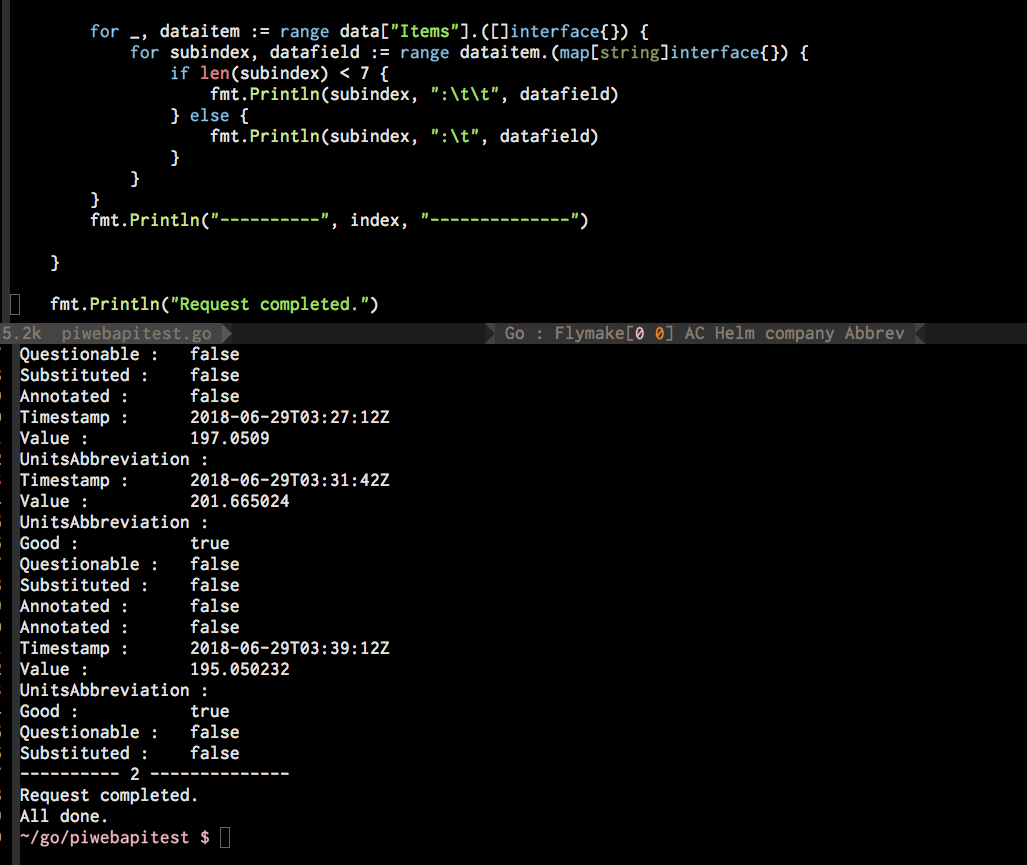 for _, dataitem := range data["Items"].([]interface{}) {
for subindex, datafield := range dataitem.(map[string]interface{}) {
if len(subindex) < 7 {
fmt.Println(subindex, ":\t\t", datafield)
} else {
fmt.Println(subindex, ":\t", datafield)
}
}
}
fmt.Println("----------", index, "--------------")
}
fmt.Println("Request completed.")
5.2k piwebapitest.go Go : Flymake[0 0] AC Helm company Abbrev
Questionable : false
Substituted : false
Annotated : false
Timestamp : 2018-06-29T03:27:12Z
Value : 197.0509
UnitsAbbreviation :
Timestamp : 2018-06-29T03:31:42Z
Value : 201.665024
UnitsAbbreviation :
Good : true
Questionable : false
Substituted : false
Annotated : false
Annotated : false
Timestamp : 2018-06-29T03:39:12Z
Value : 195.050232
UnitsAbbreviation :
Good : true
Questionable : false
Substituted : false
---------- 2 --------------
Request completed.
All done.
~/go/piwebapitest $